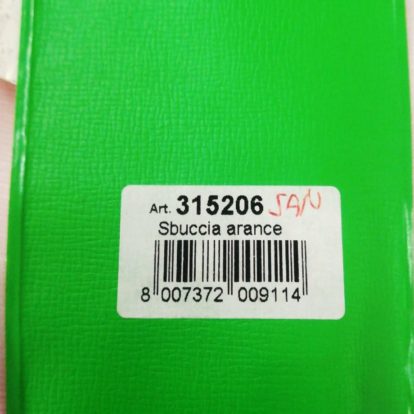 Art. 315206 SAN
Sbuccia arance
8 007372 009114